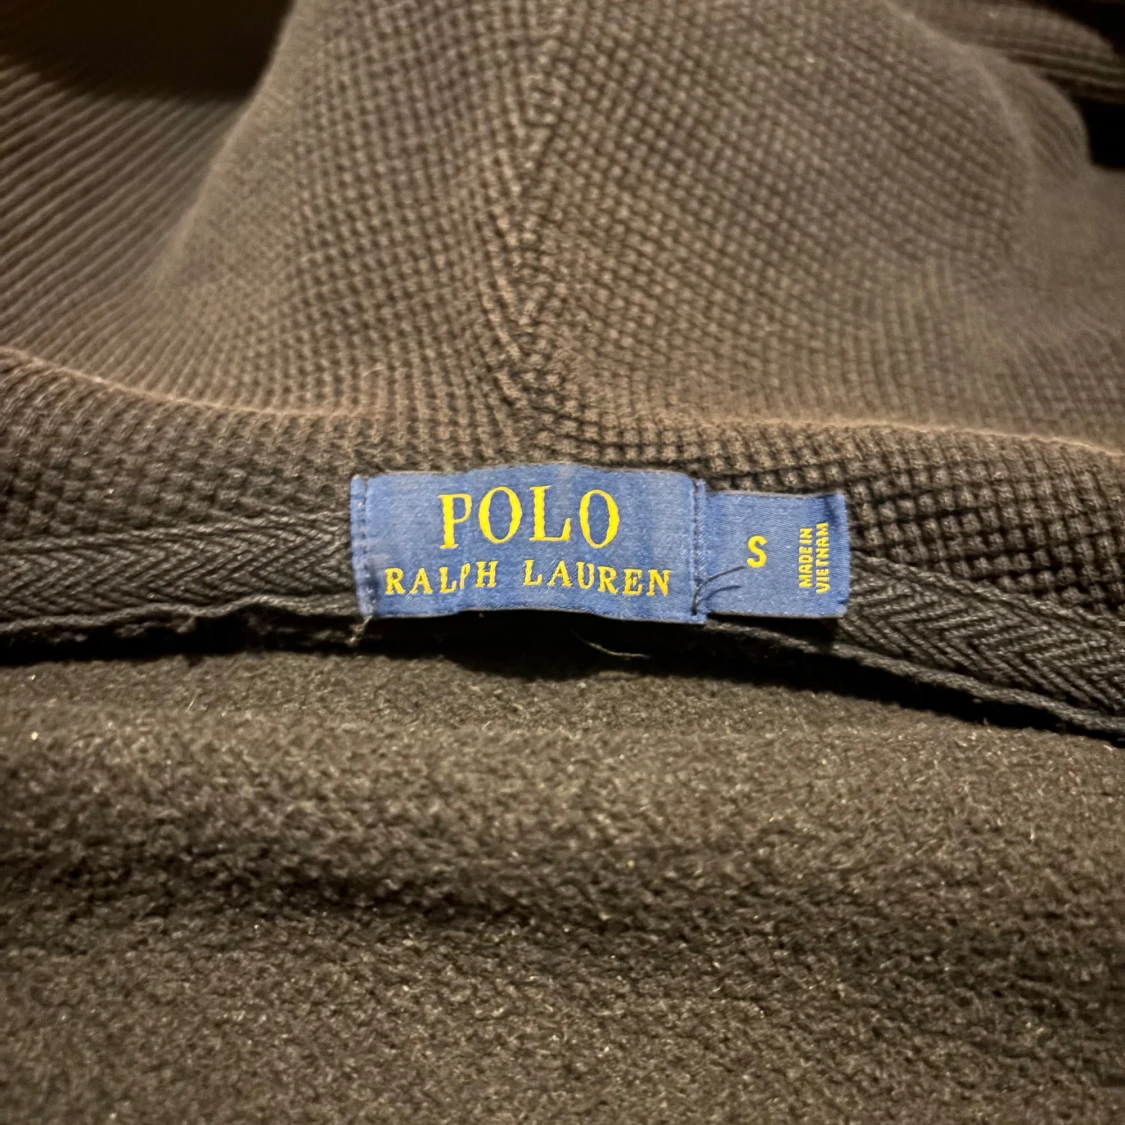 POLO
RALPH LAUREN
S
MADE IN
VIETNAM